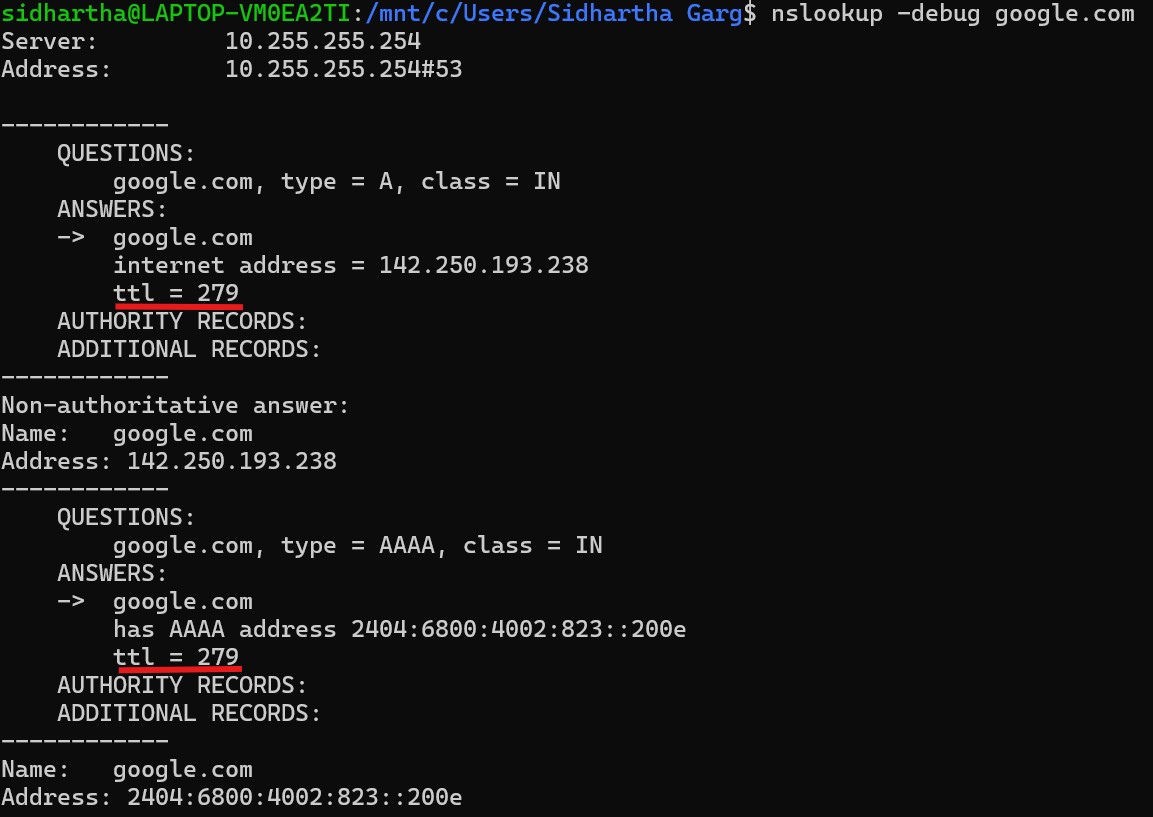 sidhartha@LAPTOP-VM0EA2TI:/mnt/c/Users/Sidhartha Garg$ nslookup -debug google.com
Server:         10.255.255.254
Address:        10.255.255.254#53
------------
    QUESTIONS:
        google.com, type = A, class = IN
    ANSWERS:
    ->  google.com
        internet address = 142.250.193.238
        ttl = 279
    AUTHORITY RECORDS:
    ADDITIONAL RECORDS:
------------
Non-authoritative answer:
Name:   google.com
Address: 142.250.193.238
------------
    QUESTIONS:
        google.com, type = AAAA, class = IN
    ANSWERS:
    ->  google.com
        has AAAA address 2404:6800:4002:823::200e
        ttl = 279
    AUTHORITY RECORDS:
    ADDITIONAL RECORDS:
------------
Name:   google.com
Address: 2404:6800:4002:823::200e